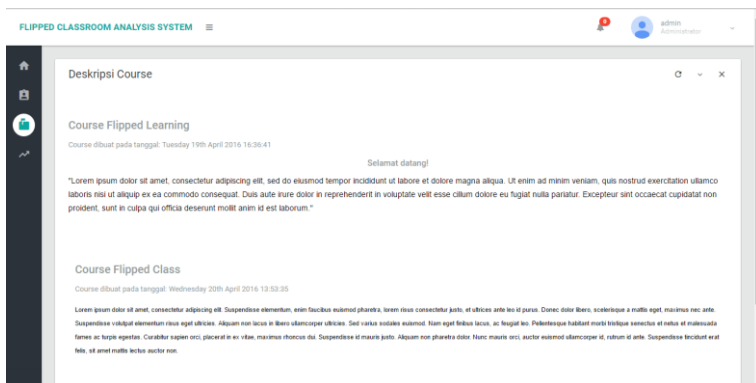 FLIPPED CLASSROOM ANALYSIS SYSTEM
admin
Administrator
Deskripsi Course
Course Flipped Learning
Course dibuat pada tanggal: Tuesday 19th April 2016 16:36:41
Selamat datang!
"Lorem ipsum dolor sit amet, consectetur adipiscing elit, sed do eiusmod tempor incididunt ut labore et dolore magna aliqua. Ut enim ad minim veniam, quis nostrud exercitation ullamco
laboris nisi ut aliquip ex ea commodo consequat. Duis aute irure dolor in reprehenderit in voluptate velit esse cillum dolore eu fugiat nulla pariatur. Excepteur sint occaecat cupidatat non
proident, sunt in culpa qui officia deserunt mollit anim id est laborum."
Course Flipped Class
Course dibuat pada tanggal: Wednesday 20th April 2016 13:53:35
Lorem ipsum dolor sit amet, consectetur adipiscing elit. Suspendisse elementum, enim faucibus euismod pharetra, lorem risus consectetur justo, et ultrices ante leo id purus. Donec dolor libero, scelerisque a mattis eget, maximus nec ante.
Suspendisse volutpat elementum risus eget ultricies. Aliquam non lacus in libero ullamcorper ultricies. Sed varius sodales euismod. Nam eget finibus lacus, ac feugiat leo. Pellentesque habitant morbi tristique senectus et netus et malesuada
fames ac turpis egestas. Curabitur sapien orci, placerat in ex vitae, maximus rhoncus dui. Suspendisse id mauris justo. Aliquam non pharetra dolor. Nunc mauris orci, auctor euismod ullamcorper id, rutrum id ante. Suspendisse tincidunt erat
felis, sit amet mattis lectus auctor non.